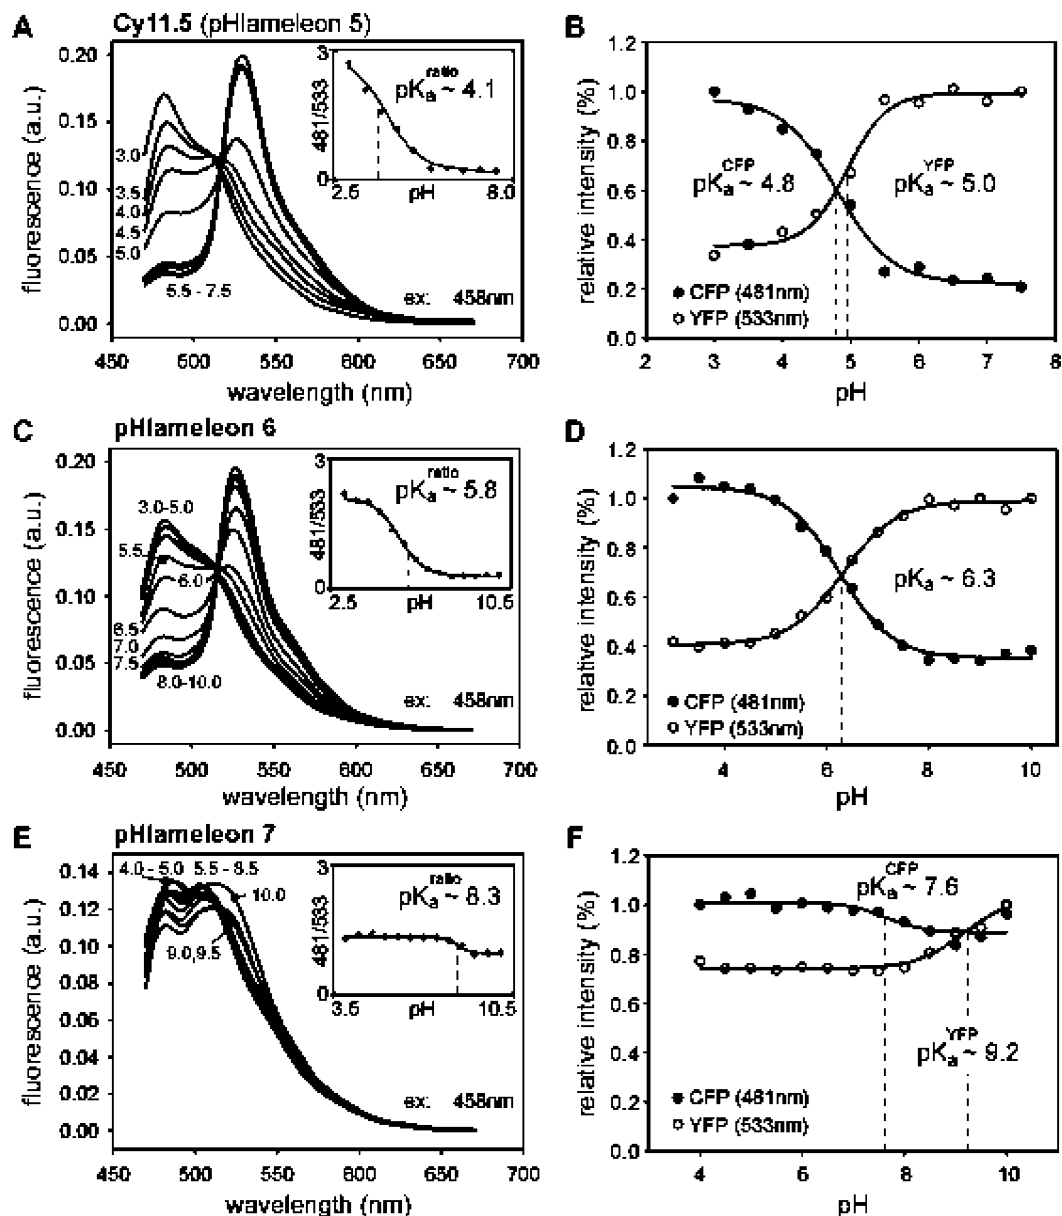 A Cy11.5 (pHlameleon 5)
fluorescence (a.u.)
0.20
0.15
0.10
0.05
0.00
3.0
3.5
4.0
4.5
5.0
5.5 - 7.5
ex: 458nm
450 500 550 600 650 700
wavelength (nm)
3
481/533
0
pKa ratio ~ 4.1
2.5 pH 8.0
B
relative intensity (%)
1.2
1.0
0.8
0.6
0.4
0.2
0.0
pKa CFP ~ 4.8
pKa YFP ~ 5.0
CFP (481nm)
YFP (533nm)
2 3 4 5 6 7 8
pH
C pHlameleon 6
fluorescence (a.u.)
0.20
0.15
0.10
0.05
0.00
3.0-5.0
5.5
6.0
6.5
7.0
7.5
8.0-10.0
ex: 458nm
450 500 550 600 650 700
wavelength (nm)
3
481/533
0
pKa ratio ~ 5.8
2.5 pH 10.5
D
relative intensity (%)
1.2
1.0
0.8
0.6
0.4
0.2
0.0
pKa ~ 6.3
CFP (481nm)
YFP (533nm)
4 6 8 10
pH
E pHlameleon 7
fluorescence (a.u.)
0.14
0.12
0.10
0.08
0.06
0.04
0.02
0.00
4.0 - 5.0 5.5 - 8.5
10.0
9.0,9.5
ex: 458nm
450 500 550 600 650 700
wavelength (nm)
3
481/533
0
pKa ratio ~ 8.3
3.5 pH 10.5
F
relative intensity (%)
1.2
1.0
0.8
0.6
0.4
0.2
0.0
pKa CFP ~ 7.6
pKa YFP ~ 9.2
CFP (481nm)
YFP (533nm)
4 6 8 10
pH